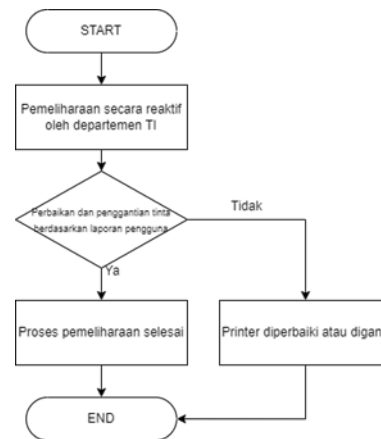 START
Pemeliharaan secara reaktif
oleh departemen TI
Perbaikan dan penggantian tinta
berdasarkan laporan pengguna
Tidak
Ya
Proses pemeliharaan selesai
Printer diperbaiki atau digan
END